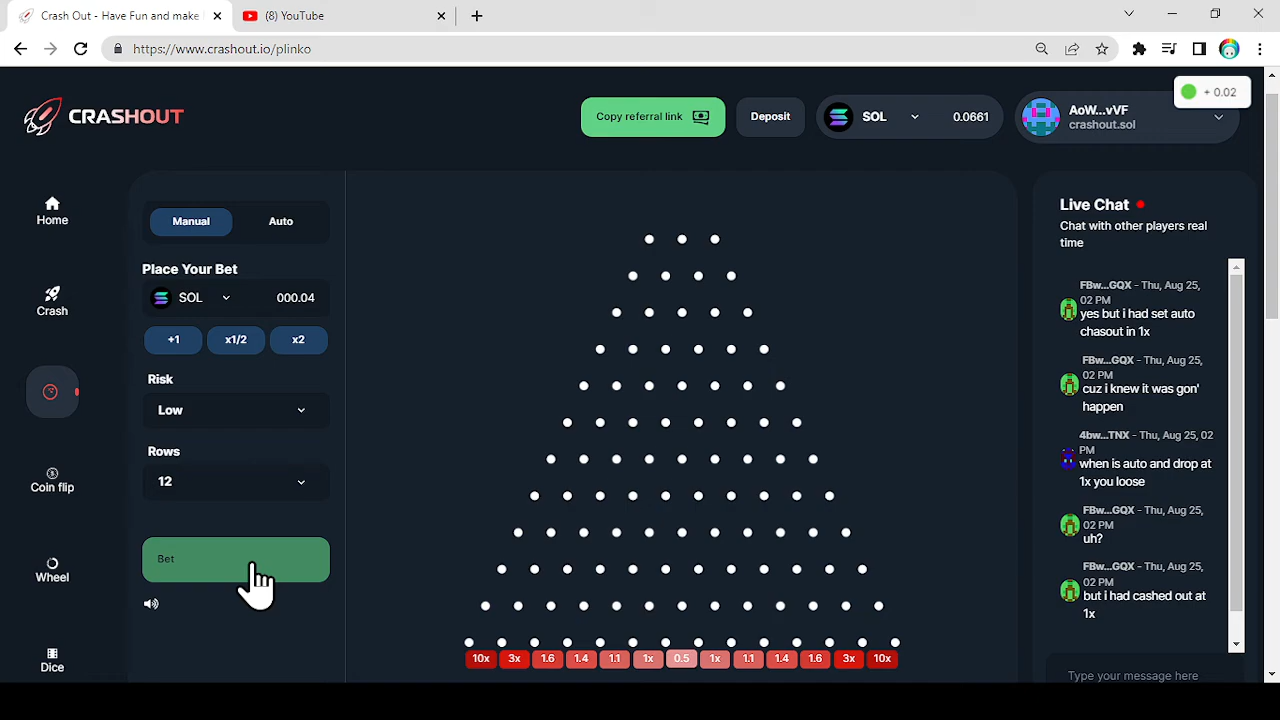 Crash Out - Have Fun and make
(8) YouTube
https://www.crashout.io/plinko
+ 0.02
CRASHOUT
Copy referral link
Deposit
SOL
0.0661
AoW...vVF
crashout.sol
Home
Crash
Coin flip
Wheel
Dice
Manual
Auto
Place Your Bet
SOL
000.04
+1
x1/2
x2
Risk
Low
Rows
12
Bet
10x 3x 1.6 1.4 1.1 1x 0.5 1x 1.1 1.4 1.6 3x 10x
Live Chat
Chat with other players real
time
FBw...GQX - Thu, Aug 25,
02 PM
yes but i had set auto
chasout in 1x
FBw...GQX - Thu, Aug 25,
02 PM
cuz i knew it was gon'
happen
4bw...TNX - Thu, Aug 25, 02
PM
when is auto and drop at
1x you loose
FBw...GQX - Thu, Aug 25,
02 PM
uh?
FBw...GQX - Thu, Aug 25,
02 PM
but i had cashed out at
1x
Type your message here